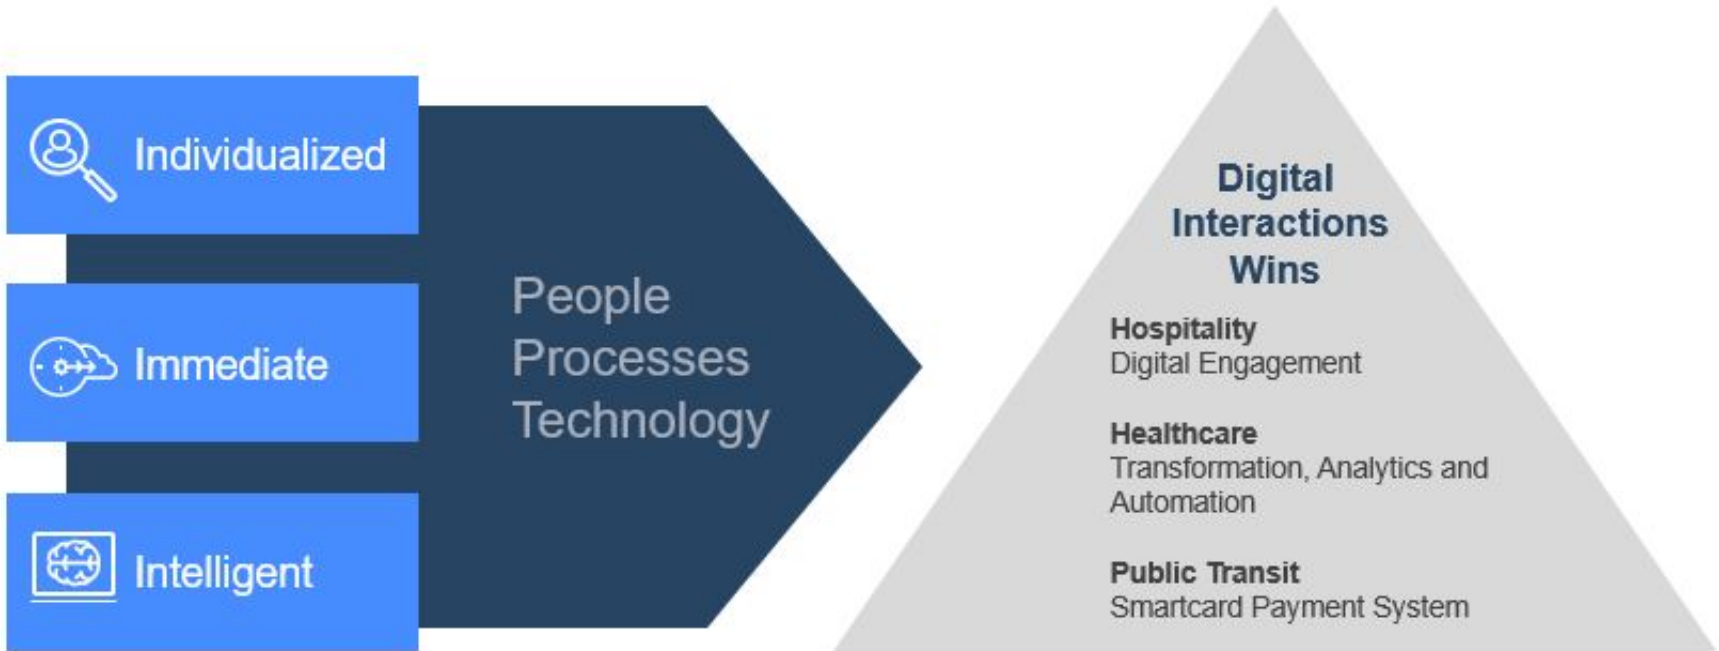 Individualized
Immediate
Intelligent
People
Processes
Technology
Digital
Interactions
Wins
Hospitality
Digital Engagement
Healthcare
Transformation, Analytics and
Automation
Public Transit
Smartcard Payment System